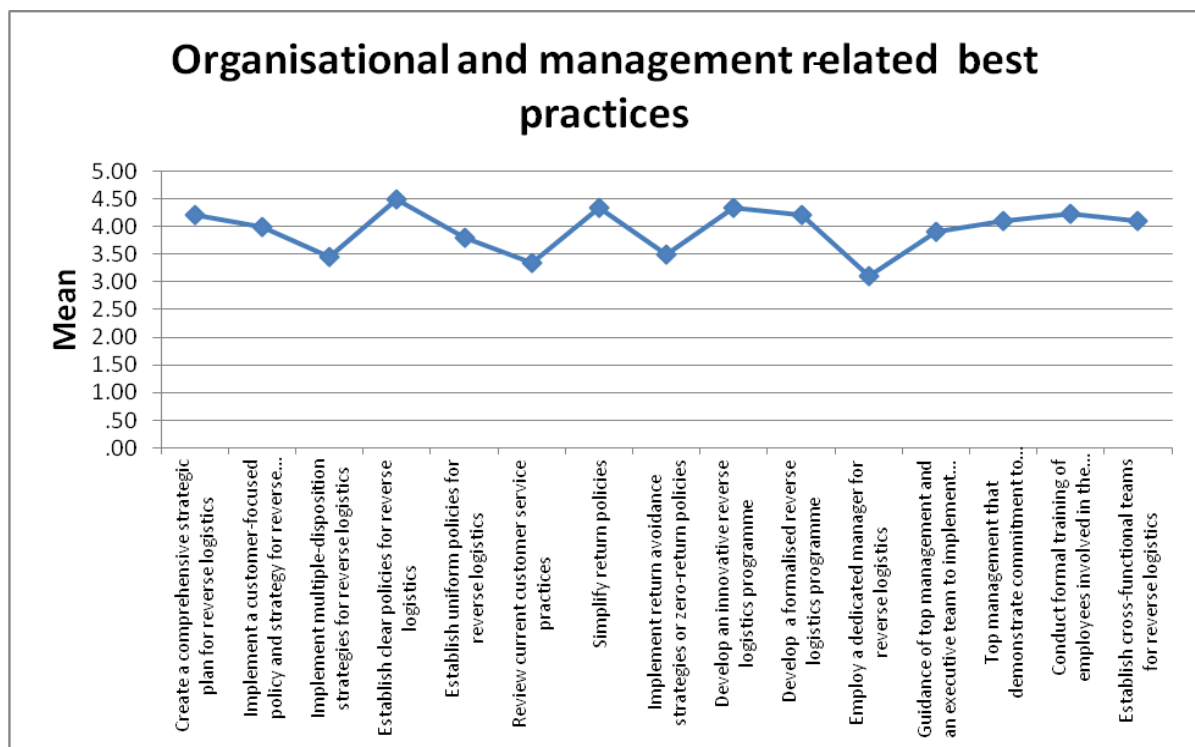 Organisational and management r-elated best
practices
Mean
5.00
4.50
4.00
3.50
3.00
2.50
2.00
1.50
1.00
.50
.00
Create a comprehensive strategic
plan for reverse logistics
Implement a customer-focused
policy and strategy for reverse...
Implement multiple-disposition
strategies for reverse logistics
Establish clear policies for reverse
logistics
Establish uniform policies for
reverse logistics
Review current customer service
practices
Simplify return policies
Implement return avoidance
strategies or zero-return policies
Develop an innovative reverse
logistics programme
Develop a formalised reverse
logistics programme
Employ a dedicated manager for
reverse logistics
Guidance of top management and
an executive team to implement...
Top management that
demonstrate commitment to...
Conduct formal training of
employees involved in the...
Establish cross-functional teams
for reverse logistics